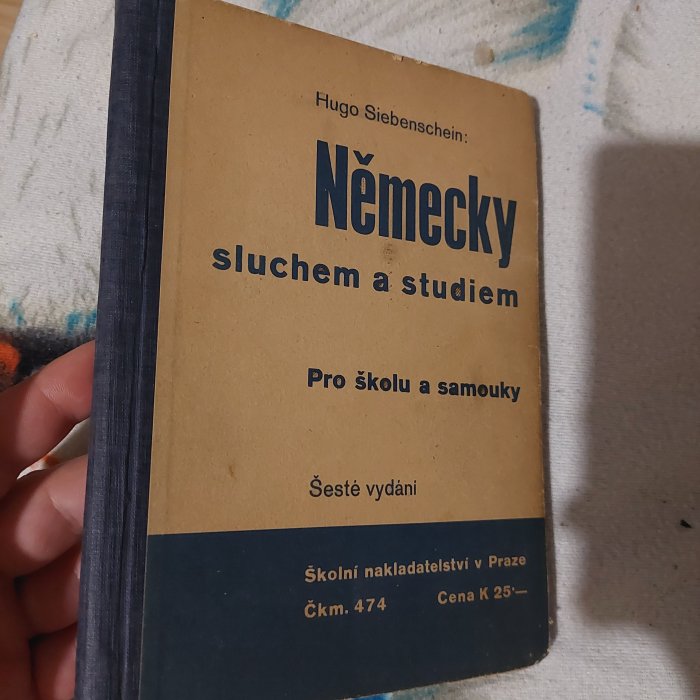 Hugo Siebenschein:
Německy
sluchem a studiem
Pro školu a samouky
Šesté vydání
Školní nakladatelství v Praze
Čkm. 474 Cena K 25·—